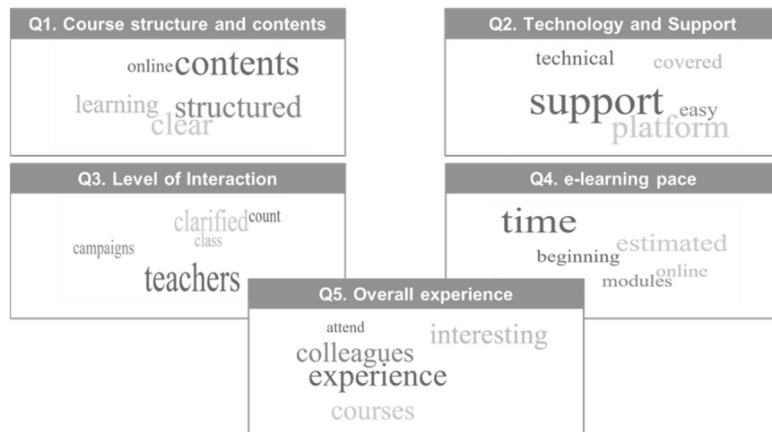 Q1. Course structure and contents
online contents
learning structured
clear
Q2. Technology and Support
technical covered
support easy
platform
Q3. Level of Interaction
clarified count
class
campaigns
teachers
Q4. e-learning pace
time
beginning estimated
modules online
Q5. Overall experience
attend interesting
colleagues
experience
courses